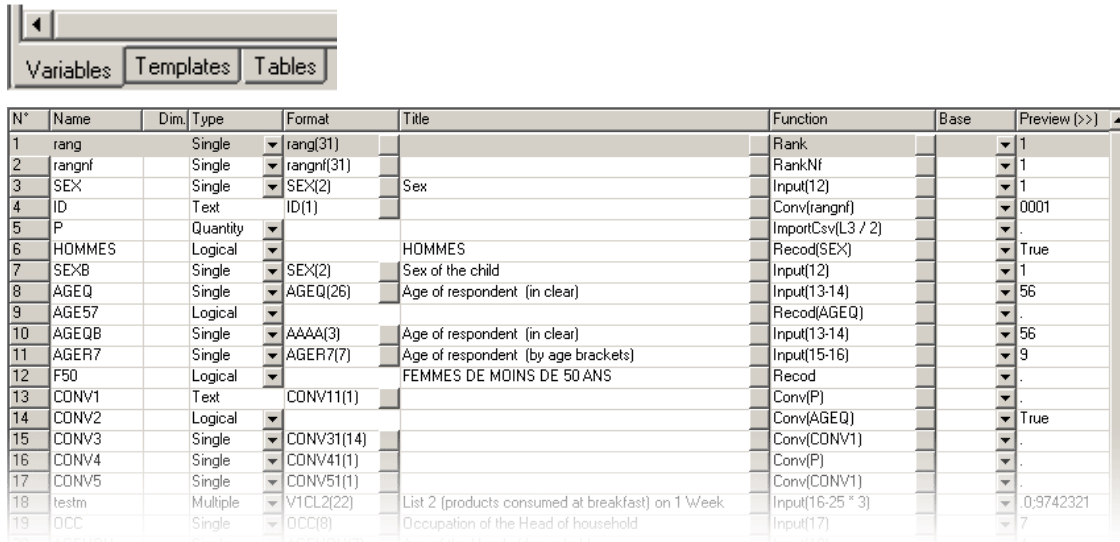 Variables Templates Tables
N° Name Dim. Type Format Title Function Base Preview (>>)
1 rang Single rang(31) Rank 1
2 rangnf Single rangnf(31) RankNf 1
3 SEX Single SEX(2) Sex Input(12) 1
4 ID Text ID(1) Conv(rangnf) 0001
5 P Quantity ImportCsv(L3 / 2) .
6 HOMMES Logical HOMMES Recod(SEX) True
7 SEXB Single SEX(2) Sex of the child Input(12) 1
8 AGEQ Single AGEQ(26) Age of respondent (in clear) Input(13-14) 56
9 AGE57 Logical Recod(AGEQ) .
10 AGEQB Single AAAA(3) Age of respondent (in clear) Input(13-14) 56
11 AGER7 Single AGER7(7) Age of respondent (by age brackets) Input(15-16) 9
12 F50 Logical FEMMES DE MOINS DE 50 ANS Recod .
13 CONV1 Text CONV11(1) Conv(P) .
14 CONV2 Logical Conv(AGEQ) True
15 CONV3 Single CONV31(14) Conv(CONV1) .
16 CONV4 Single CONV41(1) Conv(P) .
17 CONV5 Single CONV51(1) Conv(CONV1) .
18 testm Multiple V1CL2(22) List 2 (products consumed at breakfast) on 1 Week Input(16-25 * 3) .0;9742321
19 OCC Single OCC(8) Occupation of the Head of household Input(17) 7